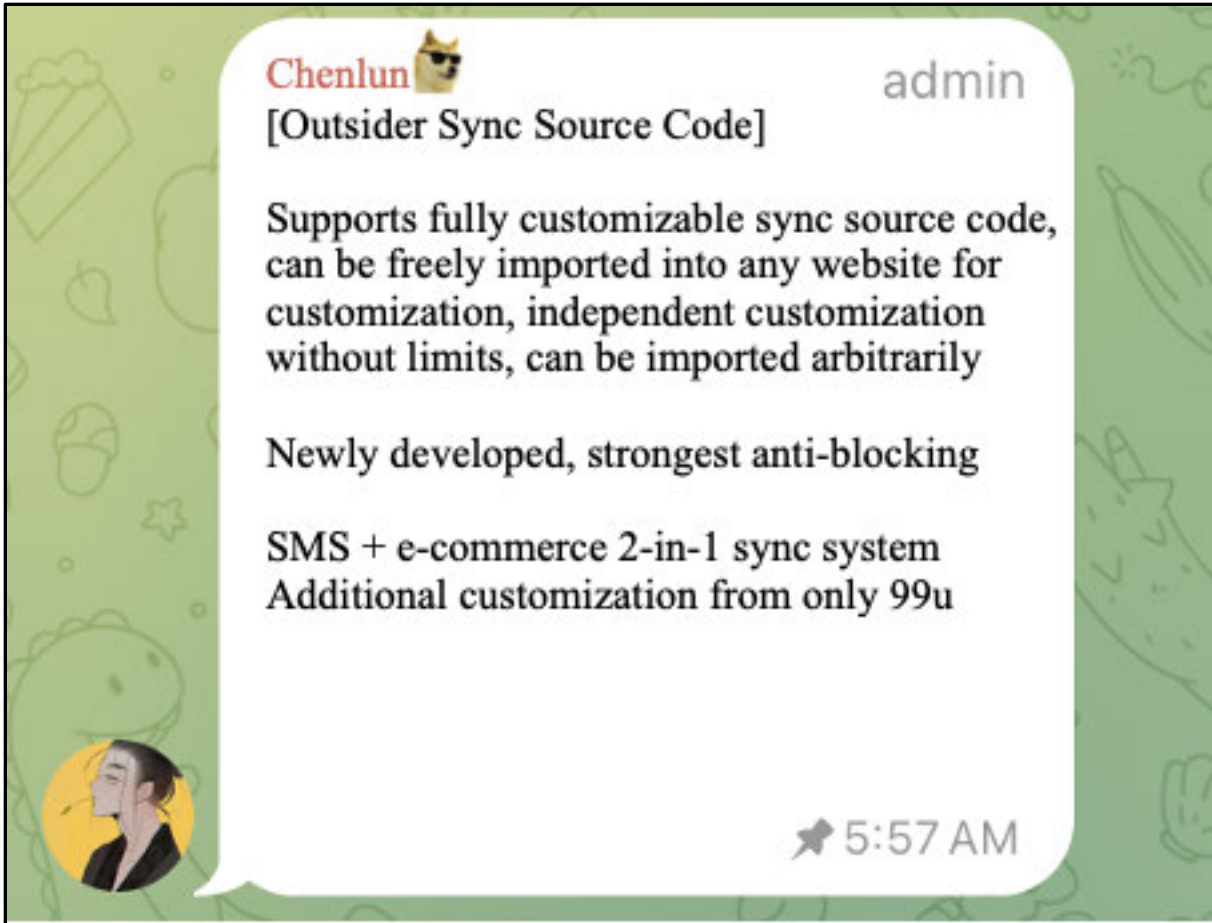 Chenlun
admin
[Outsider Sync Source Code]
Supports fully customizable sync source code,
can be freely imported into any website for
customization, independent customization
without limits, can be imported arbitrarily
Newly developed, strongest anti-blocking
SMS + e-commerce 2-in-1 sync system
Additional customization from only 99u
5:57 AM